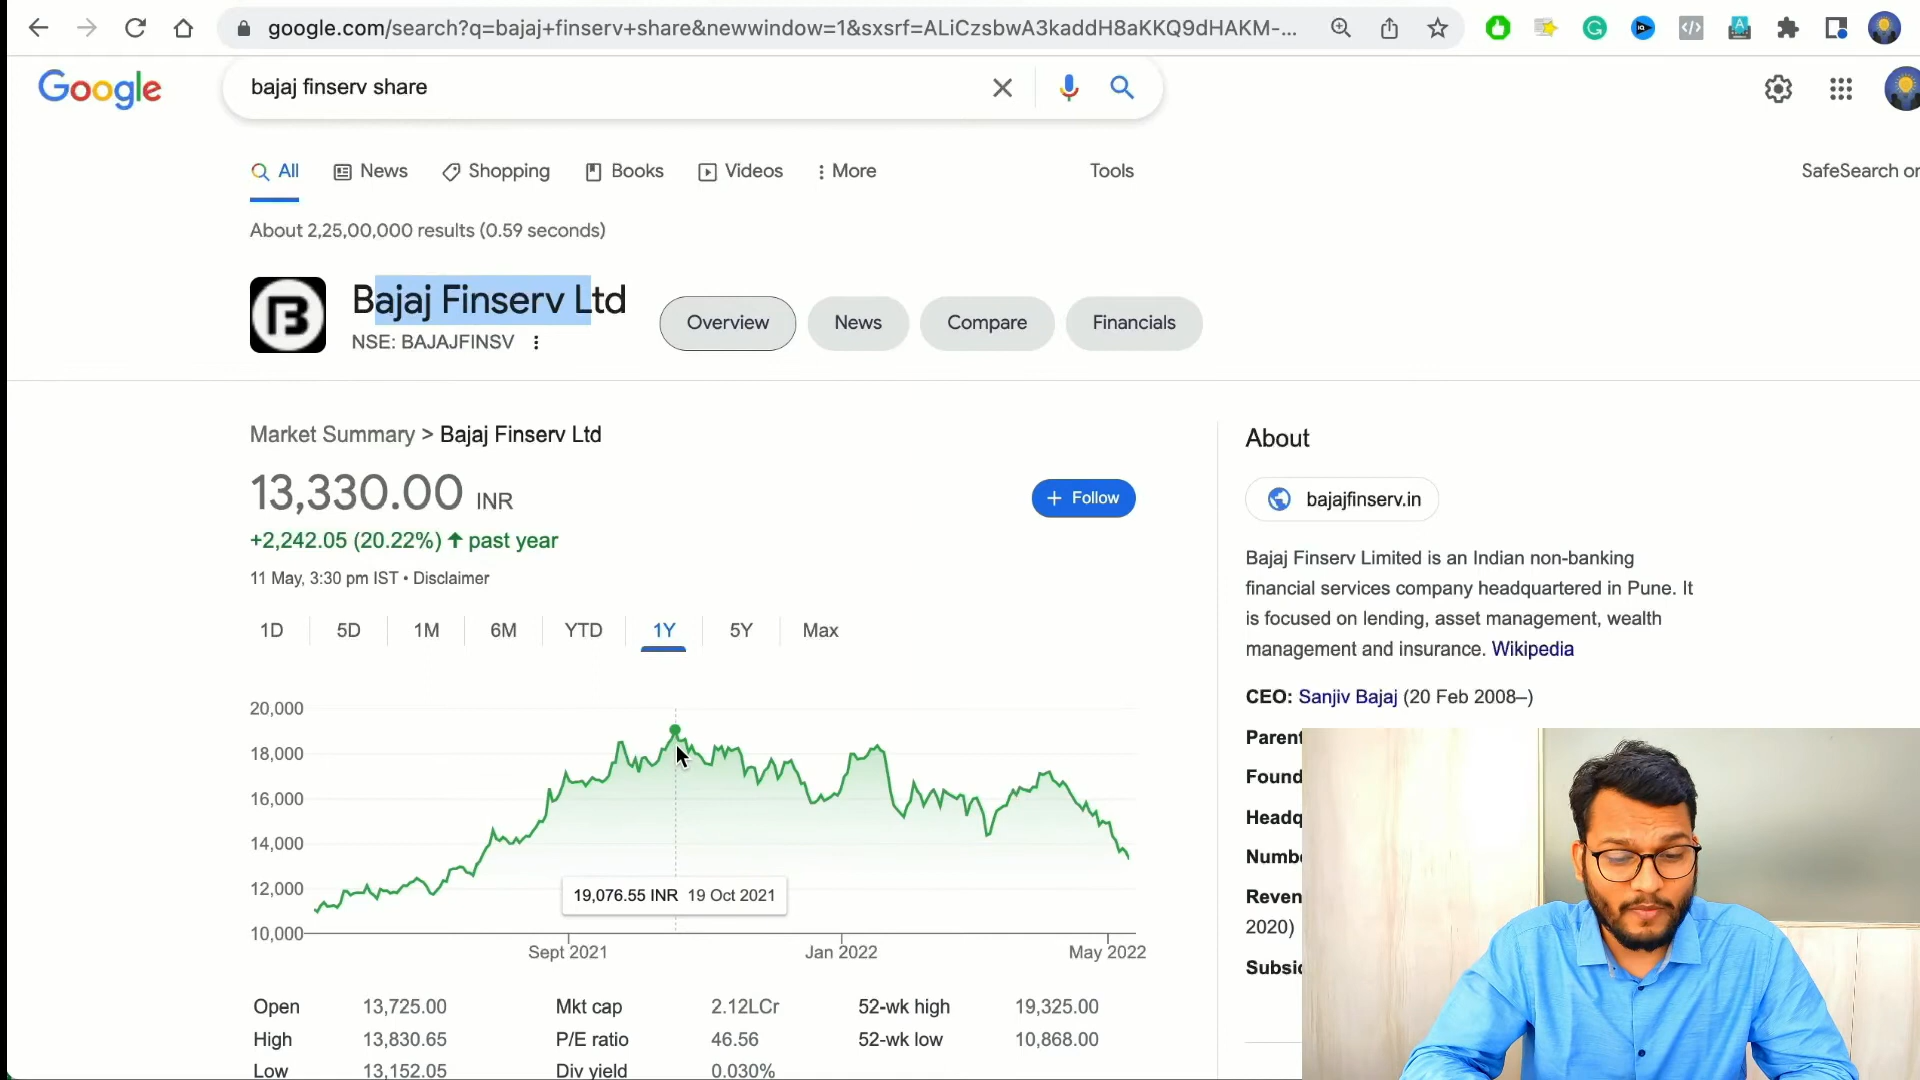 google.com/search?q=bajaj+finserv+share&newwindow=1&sxsrf=ALiCzsbwA3kaddH8aKKQ9dHAKM-...
Google
bajaj finserv share
All News Shopping Books Videos More Tools SafeSearch on
About 2,25,00,000 results (0.59 seconds)
Bajaj Finserv Ltd
NSE: BAJAJFINSV
Overview News Compare Financials
Market Summary > Bajaj Finserv Ltd
13,330.00 INR
+2,242.05 (20.22%) past year
11 May, 3:30 pm IST • Disclaimer
+ Follow
1D 5D 1M 6M YTD 1Y 5Y Max
20,000
18,000
16,000
14,000
12,000
10,000
19,076.55 INR 19 Oct 2021
Sept 2021 Jan 2022 May 2022
Open 13,725.00 Mkt cap 2.12LCr 52-wk high 19,325.00
High 13,830.65 P/E ratio 46.56 52-wk low 10,868.00
Low 13,152.05 Div yield 0.030%
About
bajajfinserv.in
Bajaj Finserv Limited is an Indian non-banking
financial services company headquartered in Pune. It
is focused on lending, asset management, wealth
management and insurance. Wikipedia
CEO: Sanjiv Bajaj (20 Feb 2008–)
Parent
Found
Headq
Numbe
Reven
2020)
Subsid